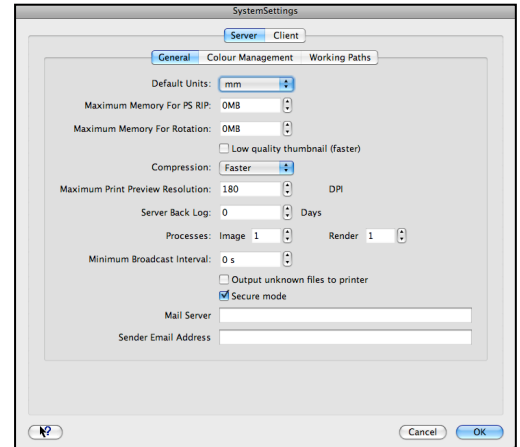 SystemSettings
Server Client
General Colour Management Working Paths
Default Units: mm
Maximum Memory For PS RIP: 0MB
Maximum Memory For Rotation: 0MB
Low quality thumbnail (faster)
Compression: Faster
Maximum Print Preview Resolution: 180 DPI
Server Back Log: 0 Days
Processes: Image 1 Render 1
Minimum Broadcast Interval: 0 s
Output unknown files to printer
Secure mode
Mail Server
Sender Email Address
? Cancel OK